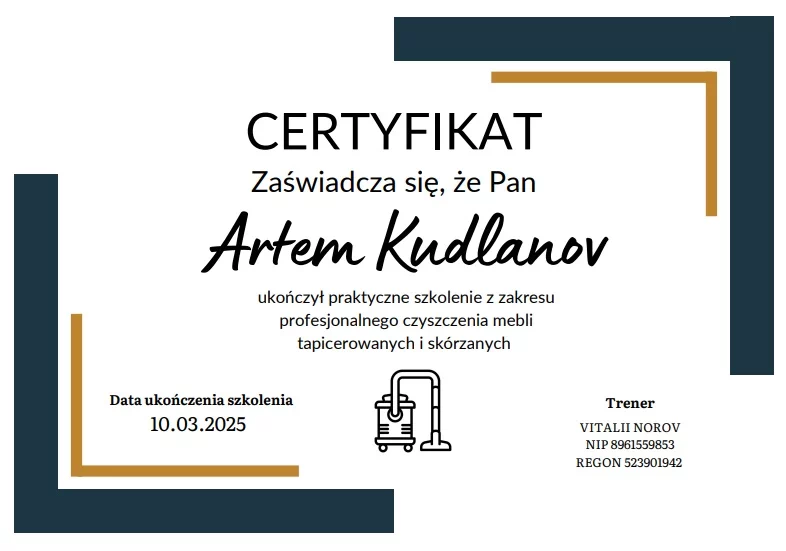 CERTYFIKAT
Zaświadcza się, że Pan
Artem Kudlanov
ukończył praktyczne szkolenie z zakresu
profesjonalnego czyszczenia mebli
tapicerowanych i skórzanych
Data ukończenia szkolenia
10.03.2025
Trener
VITALII NOROV
NIP 8961559853
REGON 523901942